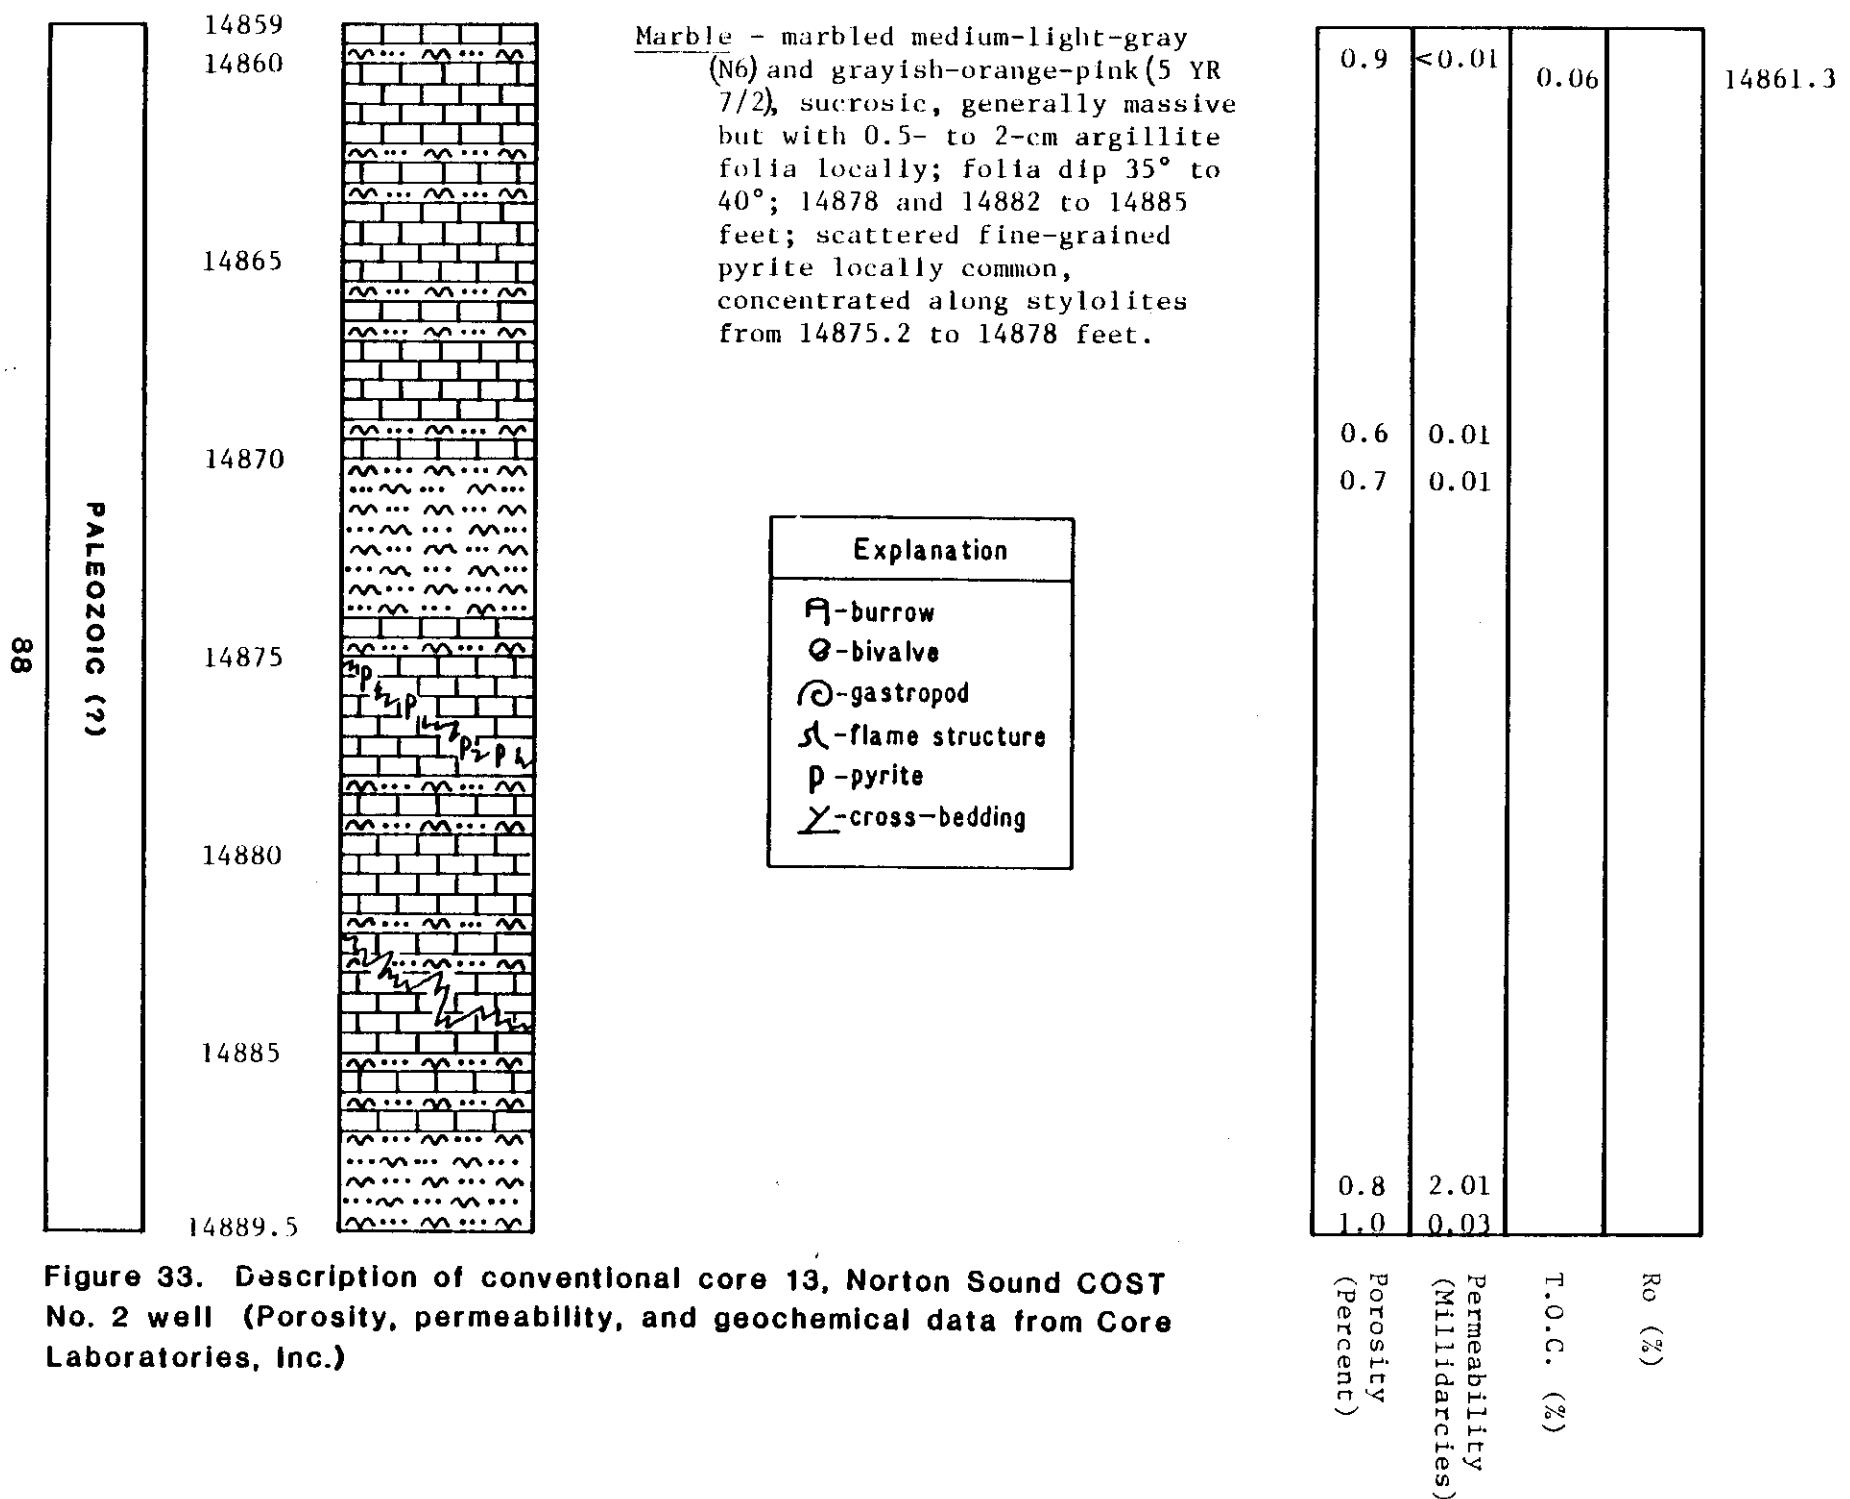 14859
14860
14865
14870
14875
14880
14885
14889.5
PALEOZOIC (?)
88
p
p
p
p
Marble - marbled medium-light-gray
(N6) and grayish-orange-pink (5 YR
7/2), sucrosic, generally massive
but with 0.5- to 2-cm argillite
folia locally; folia dip 35° to
40°; 14878 and 14882 to 14885
feet; scattered fine-grained
pyrite locally common,
concentrated along stylolites
from 14875.2 to 14878 feet.
Explanation
-burrow
-bivalve
-gastropod
-flame structure
p -pyrite
-cross-bedding
0.9 <0.01 0.06 14861.3
0.6 0.01
0.7 0.01
0.8 2.01
1.0 0.03
Porosity
(Percent)
Permeability
(Millidarcies)
T.O.C. (%)
Ro (%)
Figure 33. Description of conventional core 13, Norton Sound COST
No. 2 well (Porosity, permeability, and geochemical data from Core
Laboratories, Inc.)